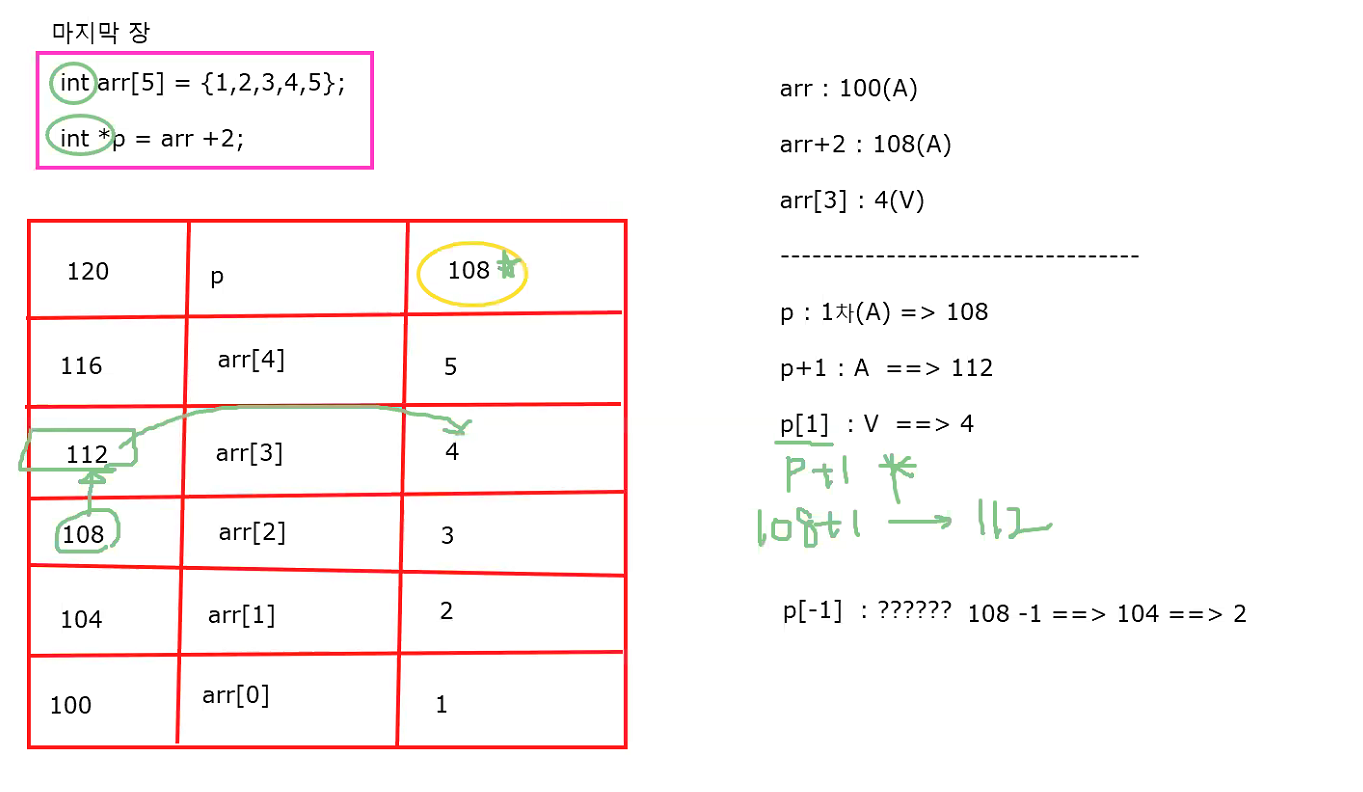 마지막 장
int arr[5] = {1,2,3,4,5};
int *p = arr +2;
120 p 108 *
116 arr[4] 5
112 arr[3] 4
108 arr[2] 3
104 arr[1] 2
100 arr[0] 1
arr : 100(A)
arr+2 : 108(A)
arr[3] : 4(V)
----------------------------------
p : 1차(A) => 108
p+1 : A ==> 112
p[1] : V ==> 4
P+1 *
108+1 → 112
p[-1] : ?????? 108 -1 ==> 104 ==> 2